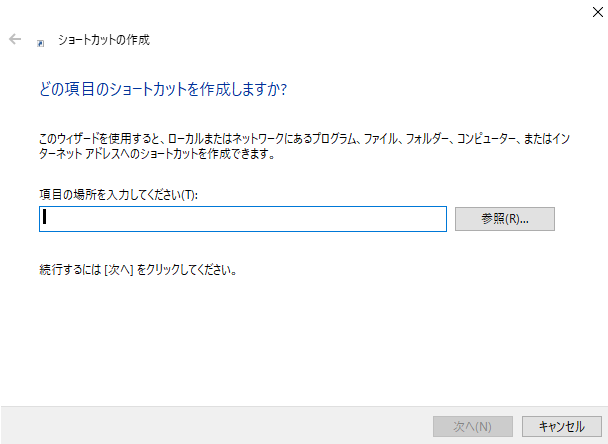 ショートカットの作成
どの項目のショートカットを作成しますか?
このウィザードを使用すると、ローカルまたはネットワークにあるプログラム、ファイル、フォルダー、コンピューター、またはイン
ターネット アドレスへのショートカットを作成できます。
項目の場所を入力してください(T):
参照(R)...
続行するには [次へ] をクリックしてください。
次へ(N)
キャンセル